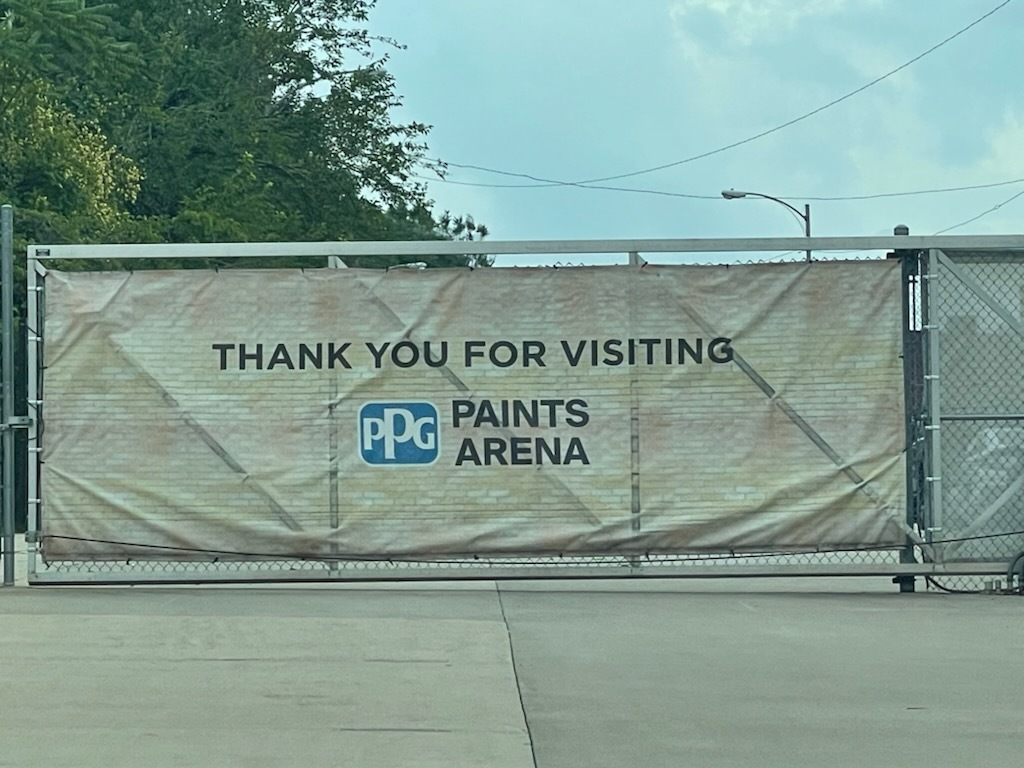 THANK YOU FOR VISITING
PPG PAINTS
ARENA